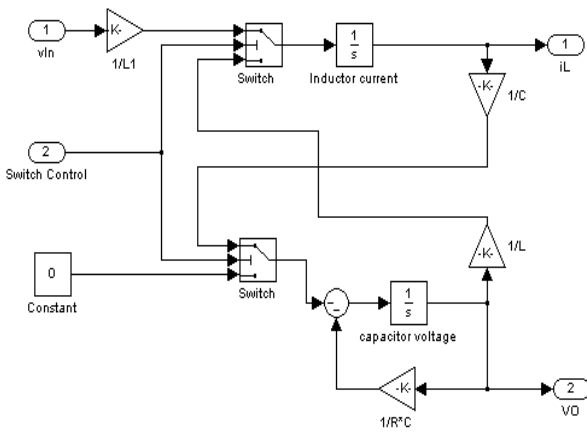 1
vIn
K-
1/L1
Switch
1
s
Inductor current
1
iL
-K-
1/C
2
Switch Control
0
Constant
Switch
-K-
1/L
1
s
capacitor voltage
-K-
1/R*C
2
VO